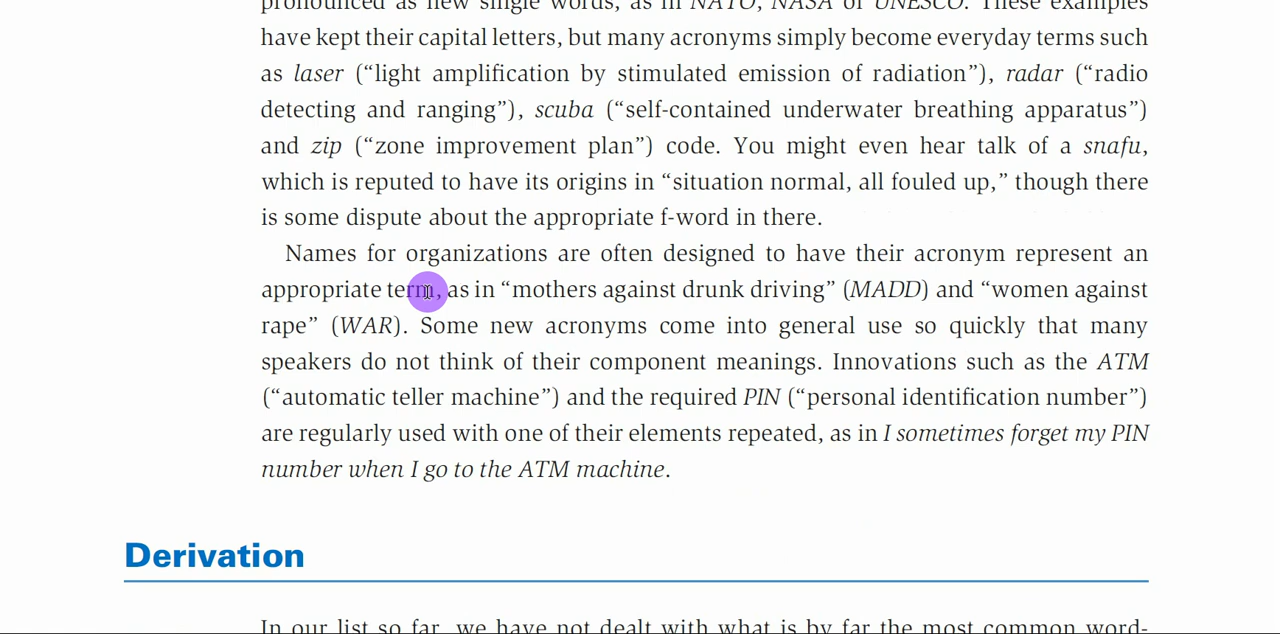 pronounced as new single words, as in NATO, NASA or UNESCO. These examples
have kept their capital letters, but many acronyms simply become everyday terms such
as laser (“light amplification by stimulated emission of radiation”), radar (“radio
detecting and ranging”), scuba (“self-contained underwater breathing apparatus”)
and zip (“zone improvement plan”) code. You might even hear talk of a snafu,
which is reputed to have its origins in “situation normal, all fouled up,” though there
is some dispute about the appropriate f-word in there.
Names for organizations are often designed to have their acronym represent an
appropriate term, as in “mothers against drunk driving” (MADD) and “women against
rape” (WAR). Some new acronyms come into general use so quickly that many
speakers do not think of their component meanings. Innovations such as the ATM
(“automatic teller machine”) and the required PIN (“personal identification number”)
are regularly used with one of their elements repeated, as in I sometimes forget my PIN
number when I go to the ATM machine.
Derivation
In our list so far, we have not dealt with what is by far the most common word-